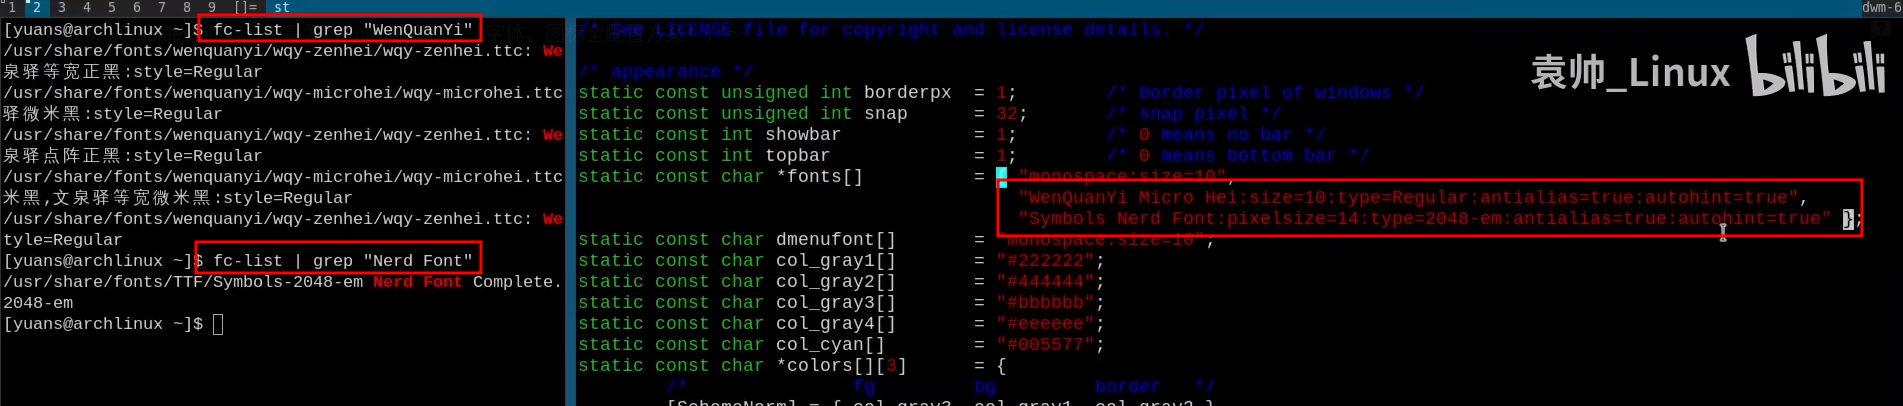 1 2 3 4 5 6 7 8 9 []= st dwm-6
[yuans@archlinux ~]$ fc-list | grep "WenQuanYi"
/usr/share/fonts/wenquanyi/wqy-zenhei/wqy-zenhei.ttc: We
泉驿等宽正黑:style=Regular
/usr/share/fonts/wenquanyi/wqy-microhei/wqy-microhei.ttc
驿微米黑:style=Regular
/usr/share/fonts/wenquanyi/wqy-zenhei/wqy-zenhei.ttc: We
泉驿点阵正黑:style=Regular
/usr/share/fonts/wenquanyi/wqy-microhei/wqy-microhei.ttc
米黑,文泉驿等宽微米黑:style=Regular
/usr/share/fonts/wenquanyi/wqy-zenhei/wqy-zenhei.ttc: We
tyle=Regular
[yuans@archlinux ~]$ fc-list | grep "Nerd Font"
/usr/share/fonts/TTF/Symbols-2048-em Nerd Font Complete.
2048-em
[yuans@archlinux ~]$
/* See LICENSE file for copyright and license details. */
/* appearance */
static const unsigned int borderpx = 1; /* border pixel of windows */
static const unsigned int snap = 32; /* snap pixel */
static const int showbar = 1; /* 0 means no bar */
static const int topbar = 1; /* 0 means bottom bar */
static const char *fonts[] = { "monospace:size=10",
"WenQuanYi Micro Hei:size=10:type=Regular:antialias=true:autohint=true",
"Symbols Nerd Font:pixelsize=14:type=2048-em:antialias=true:autohint=true" };
static const char dmenufont[] = "monospace:size=10";
static const char col_gray1[] = "#222222";
static const char col_gray2[] = "#444444";
static const char col_gray3[] = "#bbbbbb";
static const char col_gray4[] = "#eeeeee";
static const char col_cyan[] = "#005577";
static const char *colors[][3] = {
/* fg bg border */
[SchemeNorm] = { col_gray3, col_gray1, col_gray2 },
袁帅_Linux bilibili